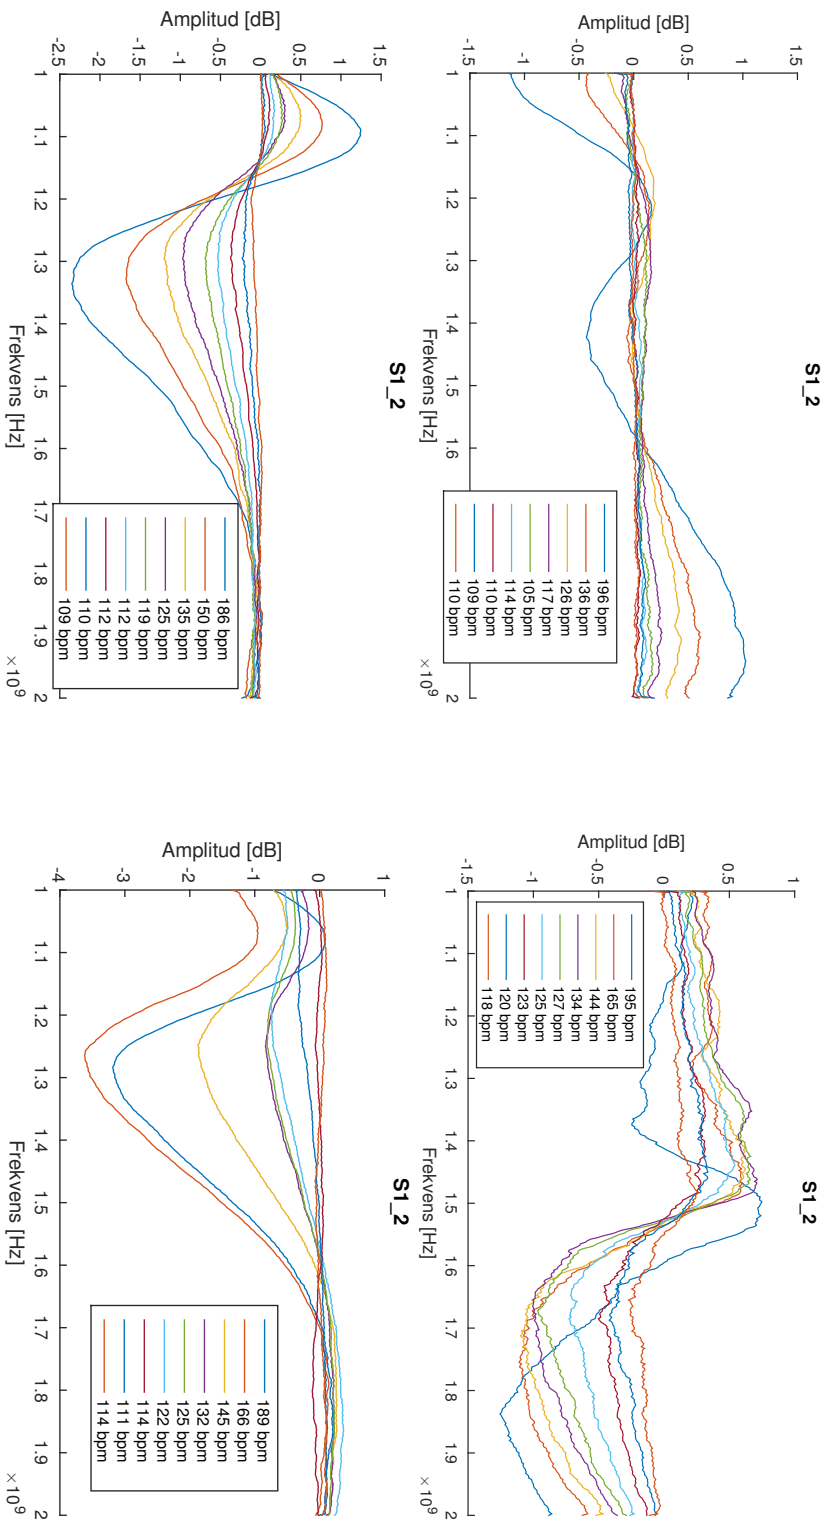 S1_2
Amplitud [dB]
1.5
1
0.5
0
-0.5
-1
-1.5
1 1.1 1.2 1.3 1.4 1.5 1.6 1.7 1.8 1.9 2
Frekvens [Hz]
×10⁹
196 bpm
136 bpm
126 bpm
117 bpm
105 bpm
114 bpm
110 bpm
109 bpm
110 bpm
S1_2
Amplitud [dB]
1
0.5
0
-0.5
-1
-1.5
1 1.1 1.2 1.3 1.4 1.5 1.6 1.7 1.8 1.9 2
Frekvens [Hz]
×10⁹
195 bpm
165 bpm
144 bpm
134 bpm
127 bpm
125 bpm
123 bpm
120 bpm
118 bpm
S1_2
Amplitud [dB]
1.5
1
0.5
0
-0.5
-1
-1.5
-2
-2.5
1 1.1 1.2 1.3 1.4 1.5 1.6 1.7 1.8 1.9 2
Frekvens [Hz]
×10⁹
186 bpm
150 bpm
135 bpm
125 bpm
119 bpm
112 bpm
112 bpm
110 bpm
109 bpm
S1_2
Amplitud [dB]
1
0
-1
-2
-3
-4
1 1.1 1.2 1.3 1.4 1.5 1.6 1.7 1.8 1.9 2
Frekvens [Hz]
×10⁹
189 bpm
166 bpm
145 bpm
132 bpm
125 bpm
122 bpm
114 bpm
111 bpm
114 bpm